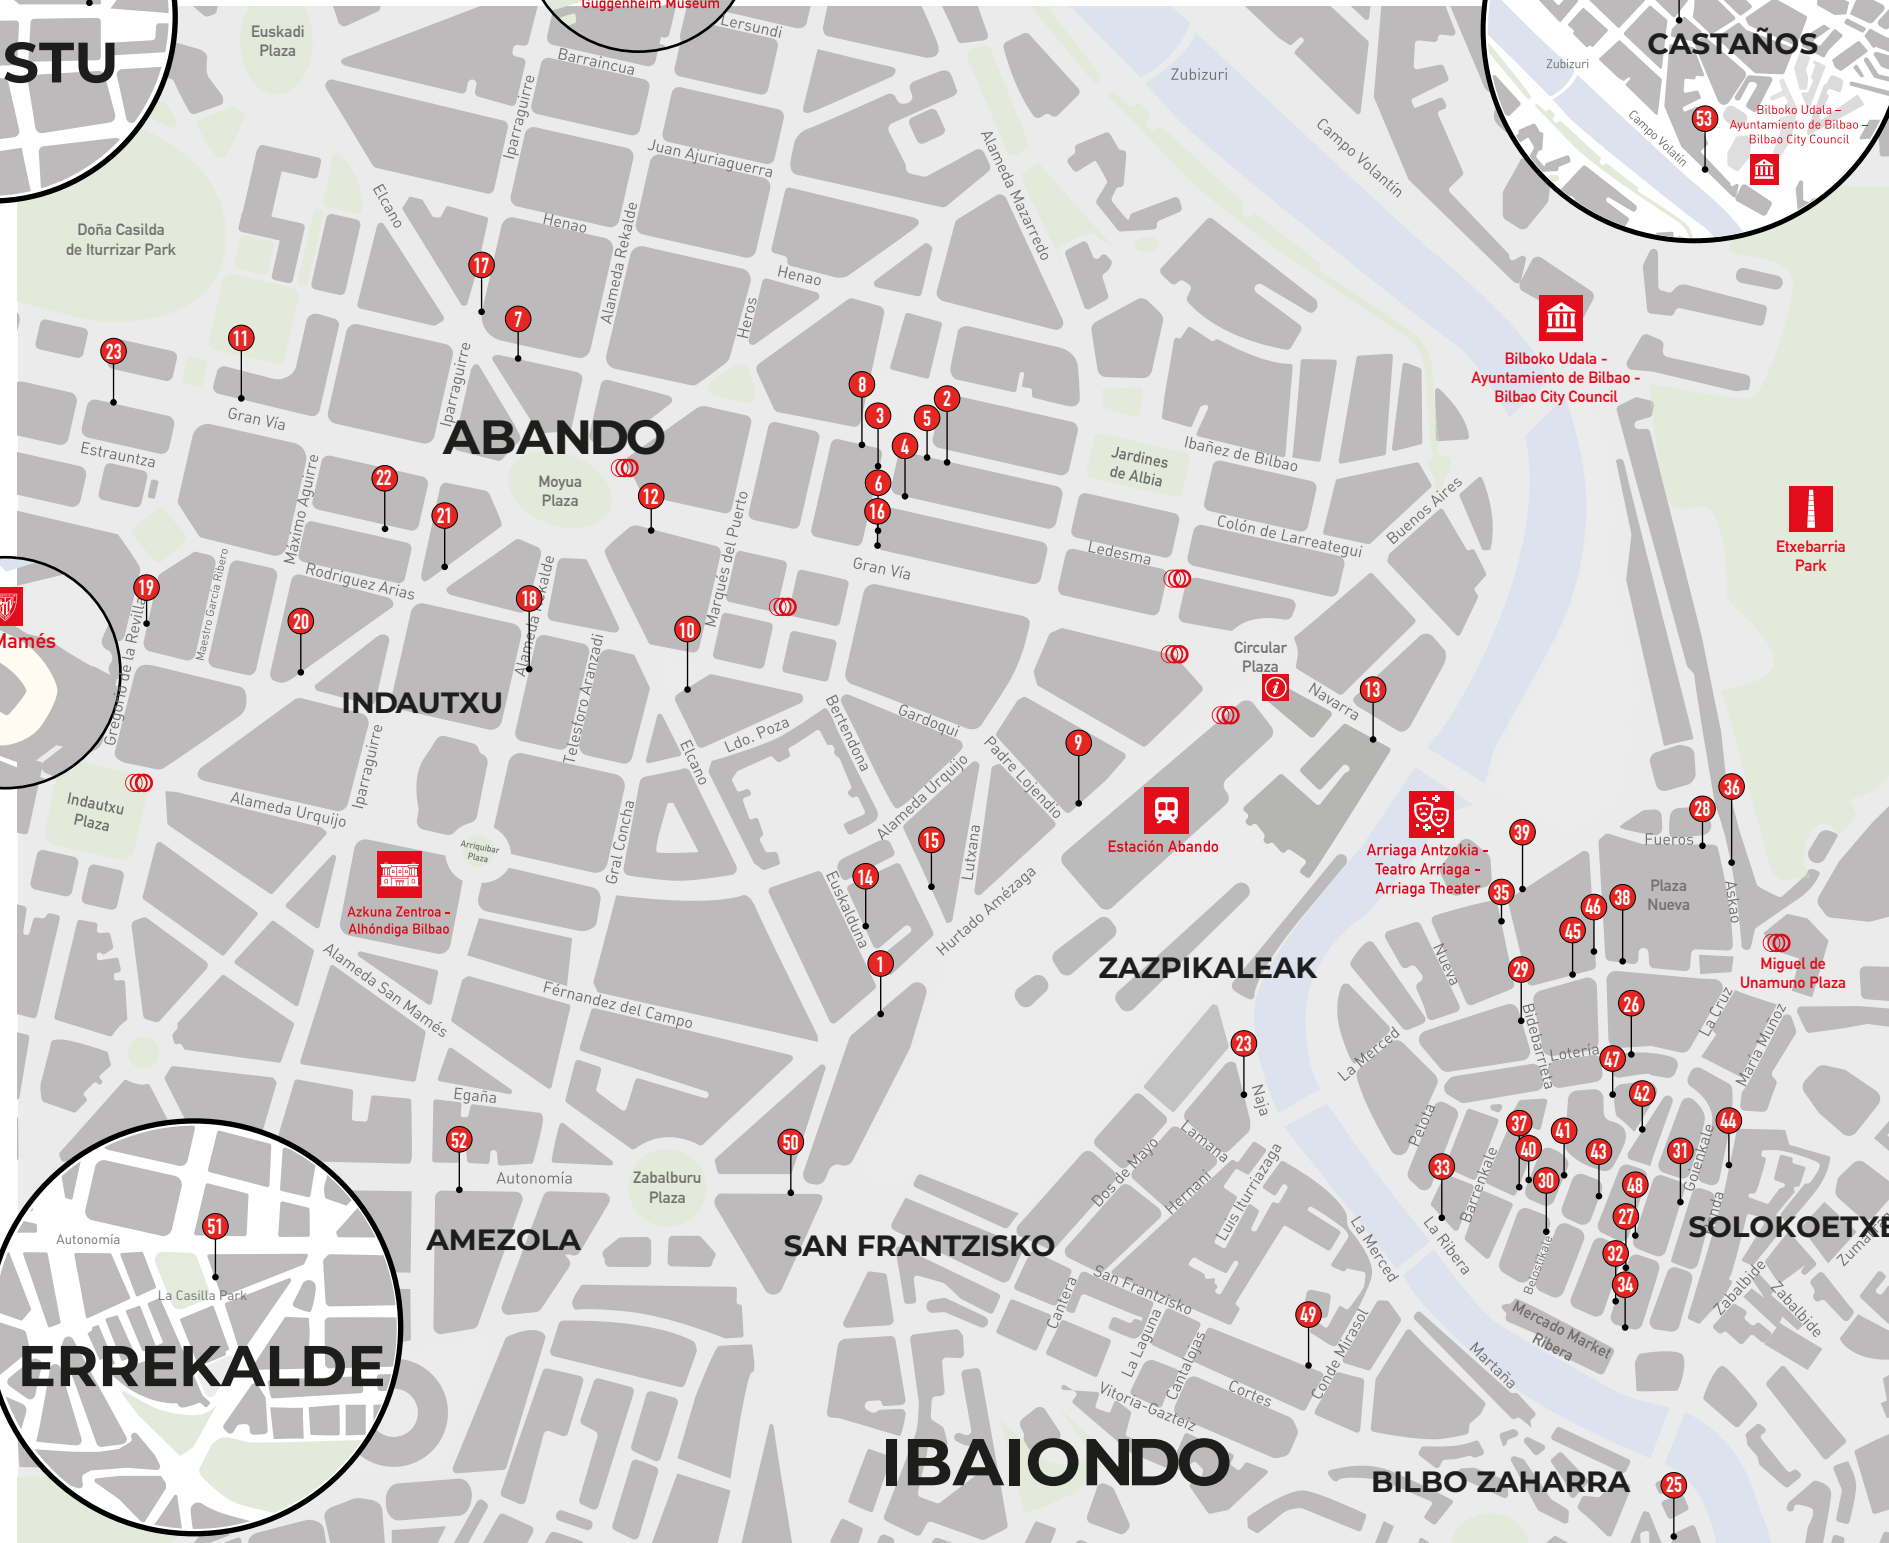 Guggenheim Museum
STU
Euskadi
Plaza
Lersundi
Barraincua
Iparraguirre
Zubizuri
CASTAÑOS
Zubizuri
Campo Volatín
53
Bilboko Udala –
Ayuntamiento de Bilbao –
Bilbao City Council
Juan Ajuriaguerra
Alameda Mazarredo
Campo Volantín
Elcano
Henao
Alameda Rekalde
Doña Casilda
de Iturrizar Park
17
Henao
Heros
7
11
23
Bilboko Udala -
Ayuntamiento de Bilbao -
Bilbao City Council
Iparraguirre
Gran Vía
ABANDO
8
3
5
2
4
Estrauntza
Máximo Aguirre
22
Moyua
Plaza
12
6
16
Jardines
de Albia
Ibañez de Bilbao
Buenos Aires
21
Marqués del Puerto
Colón de Larreategui
Ledesma
Gran Vía
Etxebarria
Park
Maestro García Ribero
Rodriguez Arias
Alameda Rekalde
18
19
20
10
Mamés
Gregorio de la Revilla
Telesforo Aranzadi
Circular
Plaza
i
Navarra
13
INDAUTXU
Iparraguirre
Elcano
Ldo. Poza
Bertendona
Gardoqui
Padre Lojendio
9
Indautxu
Plaza
Alameda Urquijo
Alameda Urquijo
Estación Abando
28
36
Fueros
Arriquibar
Plaza
Gral Concha
15
Lutxana
Arriaga Antzokia -
Teatro Arriaga -
Arriaga Theater
39
35
46
38
45
Plaza
Nueva
Askao
14
Euskalduna
Hurtado Amézaga
Azkuna Zentroa -
Alhóndiga Bilbao
Alameda San Mamés
1
ZAZPIKALEAK
Nueva
29
Miguel de
Unamuno Plaza
Férnandez del Campo
26
La Cruz
María Muñoz
Bidebarrieta
Lotería
47
La Merced
23
Naja
Egaña
42
52
50
Autonomía
Zabalburu
Plaza
Pelota
37
40
41
43
44
31
Goienkale
33
30
48
Barrenkale
Lamana
Dos de Mayo
Hernani
Luis Iturriazaga
27
AMEZOLA
SAN FRANTZISKO
La Merced
La Ribera
Belostikale
32
34
SOLOKOETXE
Zabalbide
Zabalbide
51
Autonomía
La Casilla Park
ERREKALDE
Cantera
San Frantzisko
La Laguna
Cantalojas
49
Conde Mirasol
Mercado Market
Ribera
Martaña
Cortes
Vitoria-Gazteiz
IBAIONDO
BILBO ZAHARRA
25